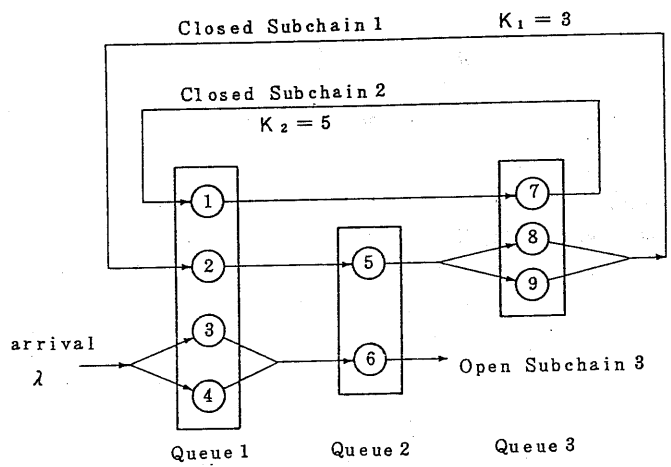 Closed Subchain 1 K₁ = 3
Closed Subchain 2
K₂ = 5
1
7
8
2
5
9
3
arrival
λ
6
Open Subchain 3
4
Queue 1 Queue 2 Queue 3